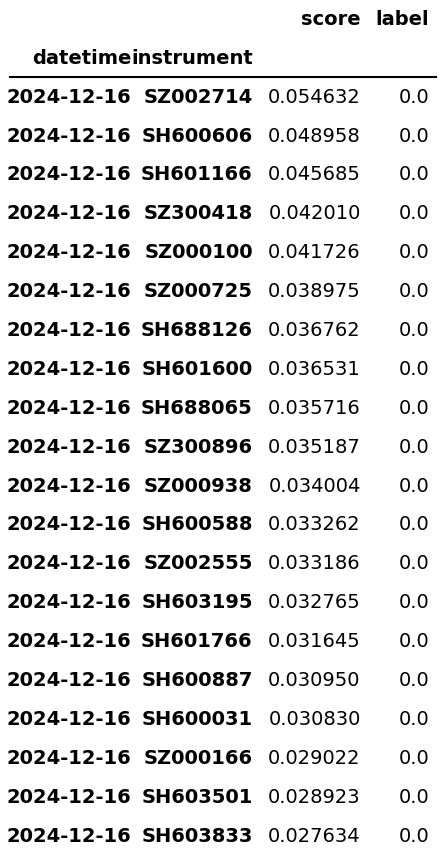 score label
datetime instrument
2024-12-16 SZ002714 0.054632 0.0
2024-12-16 SH600606 0.048958 0.0
2024-12-16 SH601166 0.045685 0.0
2024-12-16 SZ300418 0.042010 0.0
2024-12-16 SZ000100 0.041726 0.0
2024-12-16 SZ000725 0.038975 0.0
2024-12-16 SH688126 0.036762 0.0
2024-12-16 SH601600 0.036531 0.0
2024-12-16 SH688065 0.035716 0.0
2024-12-16 SZ300896 0.035187 0.0
2024-12-16 SZ000938 0.034004 0.0
2024-12-16 SH600588 0.033262 0.0
2024-12-16 SZ002555 0.033186 0.0
2024-12-16 SH603195 0.032765 0.0
2024-12-16 SH601766 0.031645 0.0
2024-12-16 SH600887 0.030950 0.0
2024-12-16 SH600031 0.030830 0.0
2024-12-16 SZ000166 0.029022 0.0
2024-12-16 SH603501 0.028923 0.0
2024-12-16 SH603833 0.027634 0.0